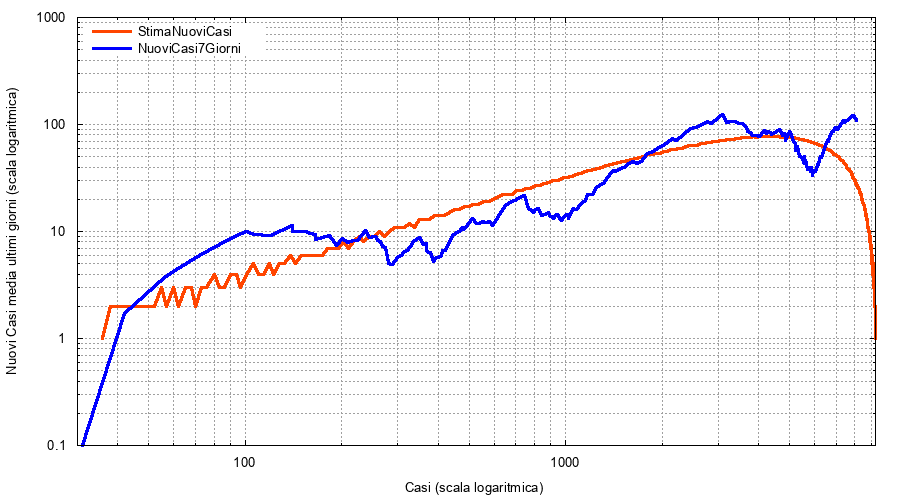 1000
StimaNuoviCasi
NuoviCasi7Giorni
100
10
1
0.1
Nuovi Casi media ultimi giorni (scala logaritmica)
100
1000
Casi (scala logaritmica)